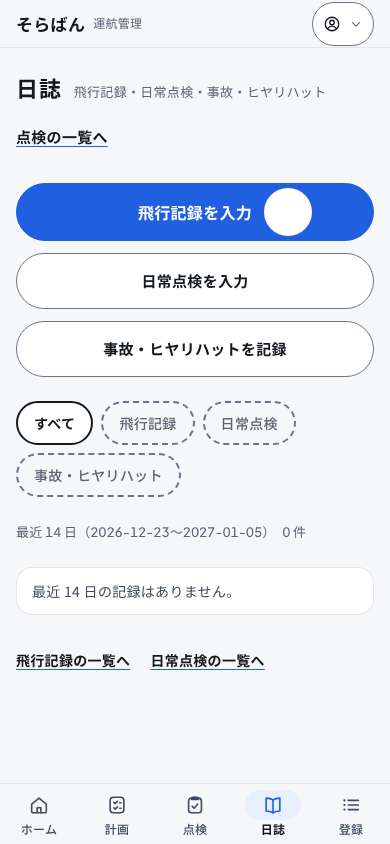 そらばん 運航管理
日誌 飛行記録・日常点検・事故・ヒヤリハット
点検の一覧へ
飛行記録を入力
日常点検を入力
事故・ヒヤリハットを記録
すべて 飛行記録 日常点検
事故・ヒヤリハット
最近 14 日（2026-12-23〜2027-01-05） 0 件
最近 14 日の記録はありません。
飛行記録の一覧へ 日常点検の一覧へ
ホーム 計画 点検 日誌 登録